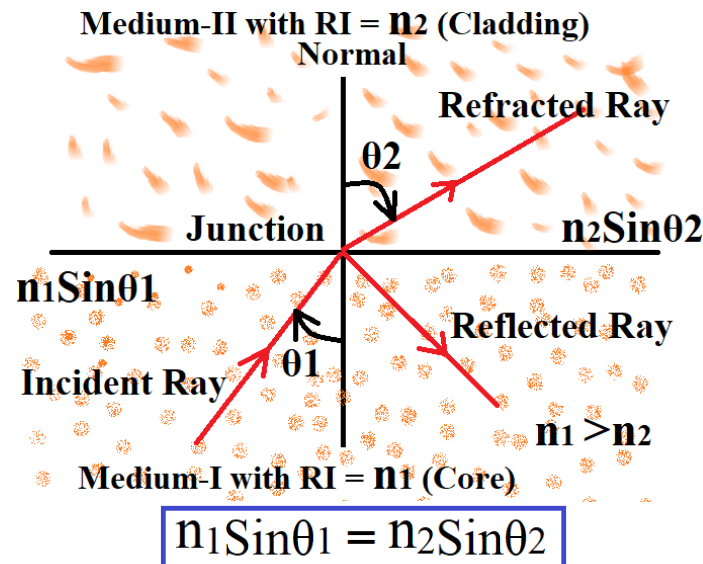 Medium-II with RI = n2 (Cladding)
Normal
Refracted Ray
θ2
Junction
n2Sinθ2
n1Sinθ1
Reflected Ray
θ1
Incident Ray
n1 >n2
Medium-I with RI = n1 (Core)
n1Sinθ1 = n2Sinθ2